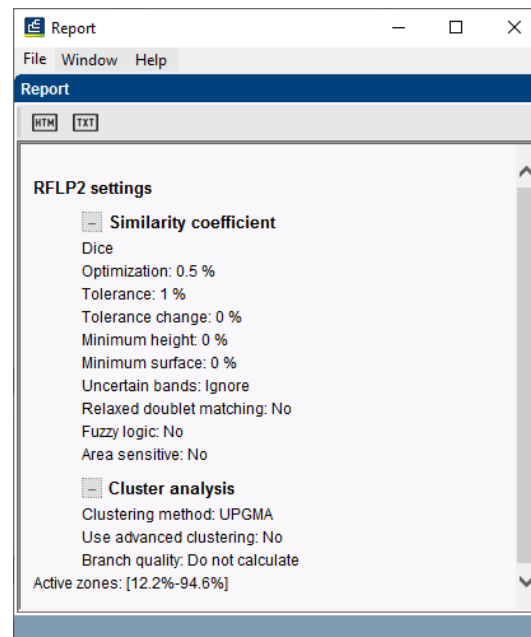 Report
File Window Help
Report
HTM TXT
RFLP2 settings
Similarity coefficient
Dice
Optimization: 0.5 %
Tolerance: 1 %
Tolerance change: 0 %
Minimum height: 0 %
Minimum surface: 0 %
Uncertain bands: Ignore
Relaxed doublet matching: No
Fuzzy logic: No
Area sensitive: No
Cluster analysis
Clustering method: UPGMA
Use advanced clustering: No
Branch quality: Do not calculate
Active zones: [12.2%-94.6%]